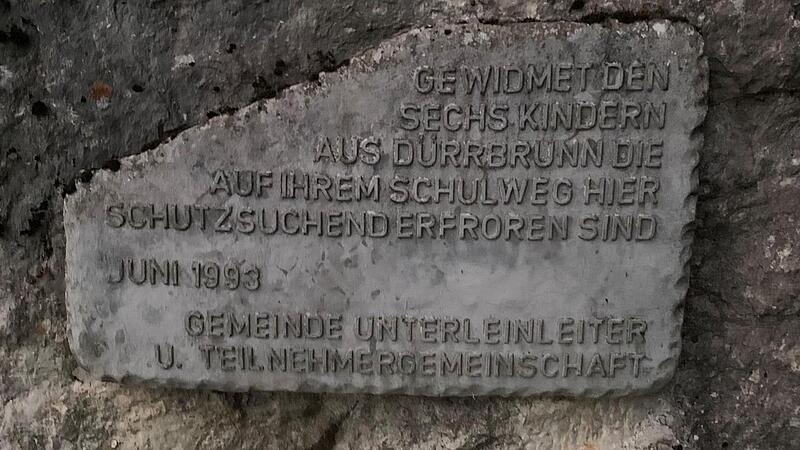 GEWIDMET DEN
SECHS KINDERN
AUS DÜRRBRUNN DIE
AUF IHREM SCHULWEG HIER
SCHUTZSUCHEND ERFROREN SIND
JUNI 1993
GEMEINDE UNTERLEINLEITER
U. TEILNEHMERGEMEINSCHAFT